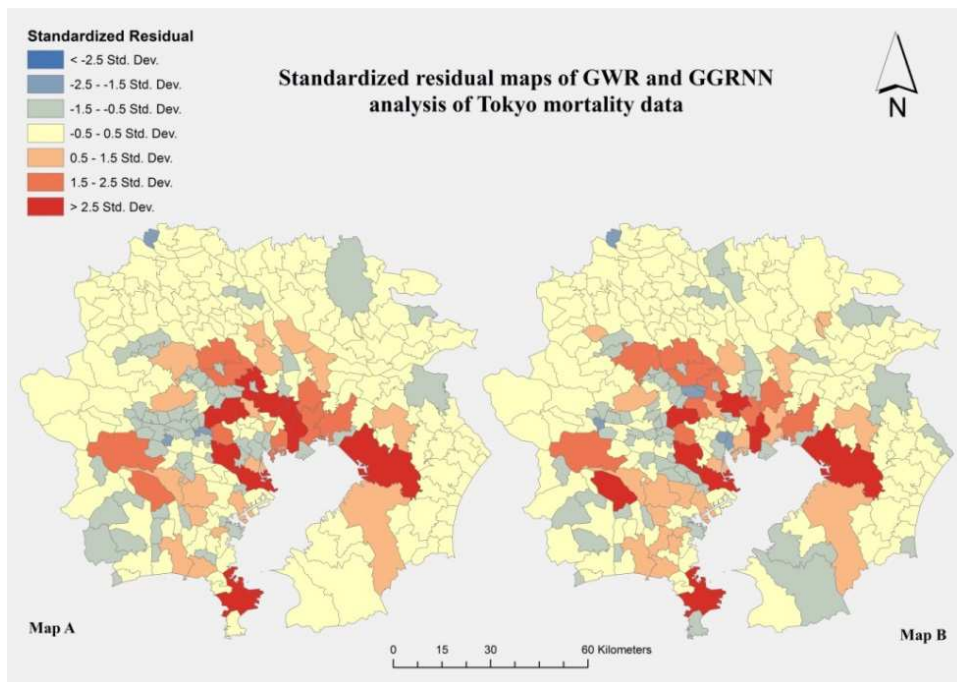 Standardized Residual
< -2.5 Std. Dev.
-2.5 - -1.5 Std. Dev.
-1.5 - -0.5 Std. Dev.
-0.5 - 0.5 Std. Dev.
0.5 - 1.5 Std. Dev.
1.5 - 2.5 Std. Dev.
> 2.5 Std. Dev.
Standardized residual maps of GWR and GGRNN
analysis of Tokyo mortality data
N
Map A
Map B
0 15 30 60 Kilometers